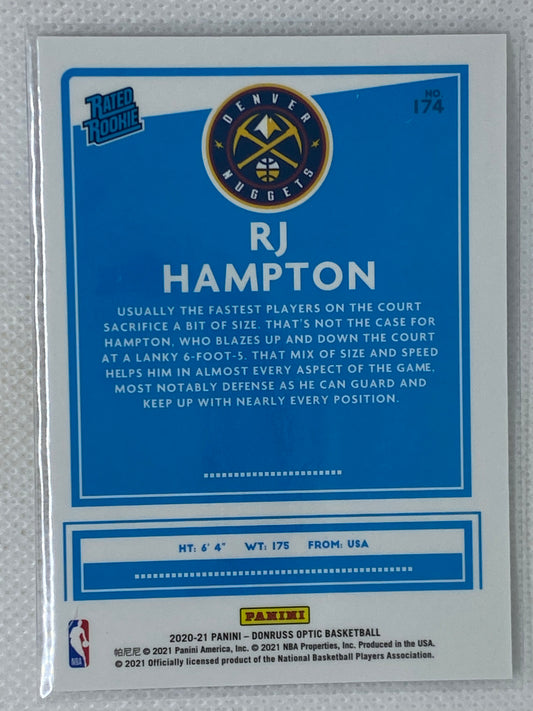 RATED
ROOKIE
DENVER
NUGGETS
NO.
174
RJ
HAMPTON
USUALLY THE FASTEST PLAYERS ON THE COURT
SACRIFICE A BIT OF SIZE. THAT'S NOT THE CASE FOR
HAMPTON, WHO BLAZES UP AND DOWN THE COURT
AT A LANKY 6-FOOT-5. THAT MIX OF SIZE AND SPEED
HELPS HIM IN ALMOST EVERY ASPECT OF THE GAME,
MOST NOTABLY DEFENSE AS HE CAN GUARD AND
KEEP UP WITH NEARLY EVERY POSITION.
HT: 6' 4" WT: 175 FROM: USA
PANINI
2020-21 PANINI – DONRUSS OPTIC BASKETBALL
帕尼尼 © 2021 Panini America, Inc. © 2021 NBA Properties, Inc. Produced in the USA.
© 2021 Officially licensed product of the National Basketball Players Association.
NBA